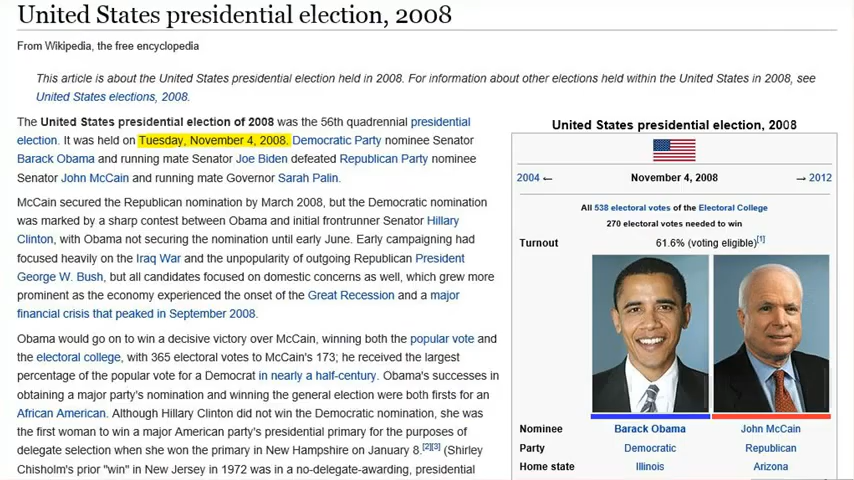 United States presidential election, 2008
From Wikipedia, the free encyclopedia
This article is about the United States presidential election held in 2008. For information about other elections held within the United States in 2008, see
United States elections, 2008.
The United States presidential election of 2008 was the 56th quadrennial presidential
election. It was held on Tuesday, November 4, 2008. Democratic Party nominee Senator
Barack Obama and running mate Senator Joe Biden defeated Republican Party nominee
Senator John McCain and running mate Governor Sarah Palin.
McCain secured the Republican nomination by March 2008, but the Democratic nomination
was marked by a sharp contest between Obama and initial frontrunner Senator Hillary
Clinton, with Obama not securing the nomination until early June. Early campaigning had
focused heavily on the Iraq War and the unpopularity of outgoing Republican President
George W. Bush, but all candidates focused on domestic concerns as well, which grew more
prominent as the economy experienced the onset of the Great Recession and a major
financial crisis that peaked in September 2008.
Obama would go on to win a decisive victory over McCain, winning both the popular vote and
the electoral college, with 365 electoral votes to McCain's 173; he received the largest
percentage of the popular vote for a Democrat in nearly a half-century. Obama's successes in
obtaining a major party's nomination and winning the general election were both firsts for an
African American. Although Hillary Clinton did not win the Democratic nomination, she was
the first woman to win a major American party's presidential primary for the purposes of
delegate selection when she won the primary in New Hampshire on January 8.[2][3] (Shirley
Chisholm's prior "win" in New Jersey in 1972 was in a no-delegate-awarding, presidential
United States presidential election, 2008
2004 ← November 4, 2008 → 2012
All 538 electoral votes of the Electoral College
270 electoral votes needed to win
Turnout 61.6% (voting eligible)[1]
Nominee Barack Obama John McCain
Party Democratic Republican
Home state Illinois Arizona